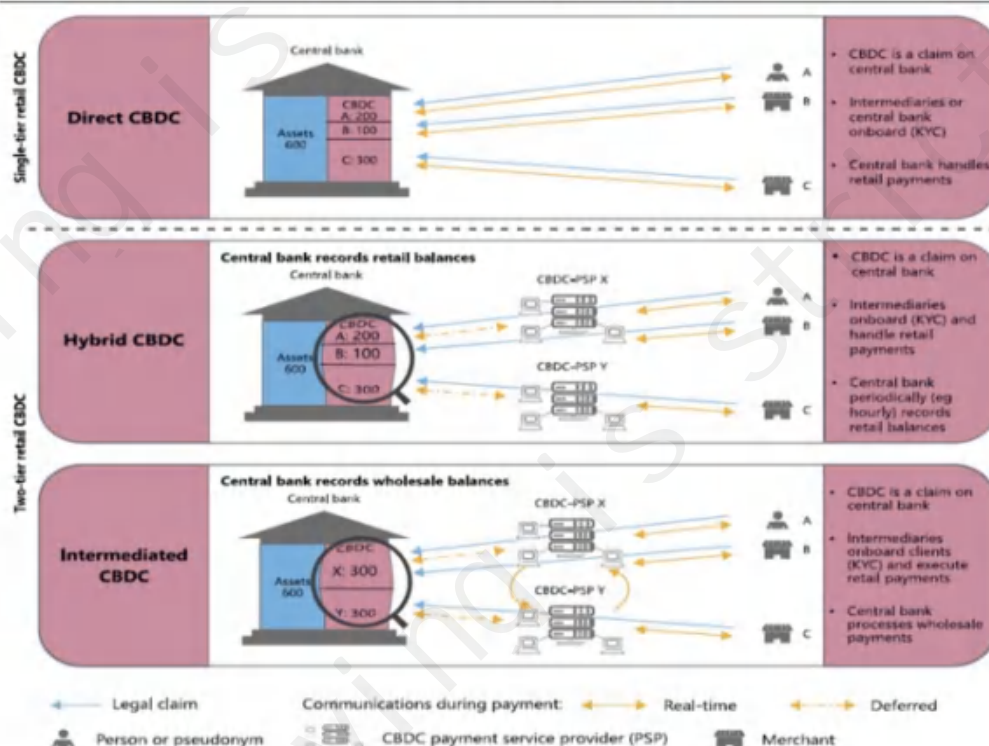 Single-tier retail CBDC
Direct CBDC
Central bank
Assets
600
CBDC
A: 200
B: 100
C: 300
A
B
C
• CBDC is a claim on
central bank
• Intermediaries or
central bank
onboard (KYC)
• Central bank handles
retail payments
Two-tier retail CBDC
Hybrid CBDC
Central bank records retail balances
Central bank
Assets
600
CBDC
A: 200
B: 100
C: 300
CBDC-PSP X
CBDC-PSP Y
A
B
C
• CBDC is a claim on
central bank
• Intermediaries
onboard (KYC) and
handle retail
payments
• Central bank
periodically (eg
hourly) records
retail balances
Intermediated
CBDC
Central bank records wholesale balances
Central bank
Assets
600
CBDC
X: 300
Y: 300
CBDC-PSP X
CBDC-PSP Y
A
B
C
• CBDC is a claim on
central bank
• Intermediaries
onboard clients
(KYC) and execute
retail payments
• Central bank
processes wholesale
payments
Legal claim
Communications during payment:
Real-time
Deferred
Person or pseudonym
CBDC payment service provider (PSP)
Merchant